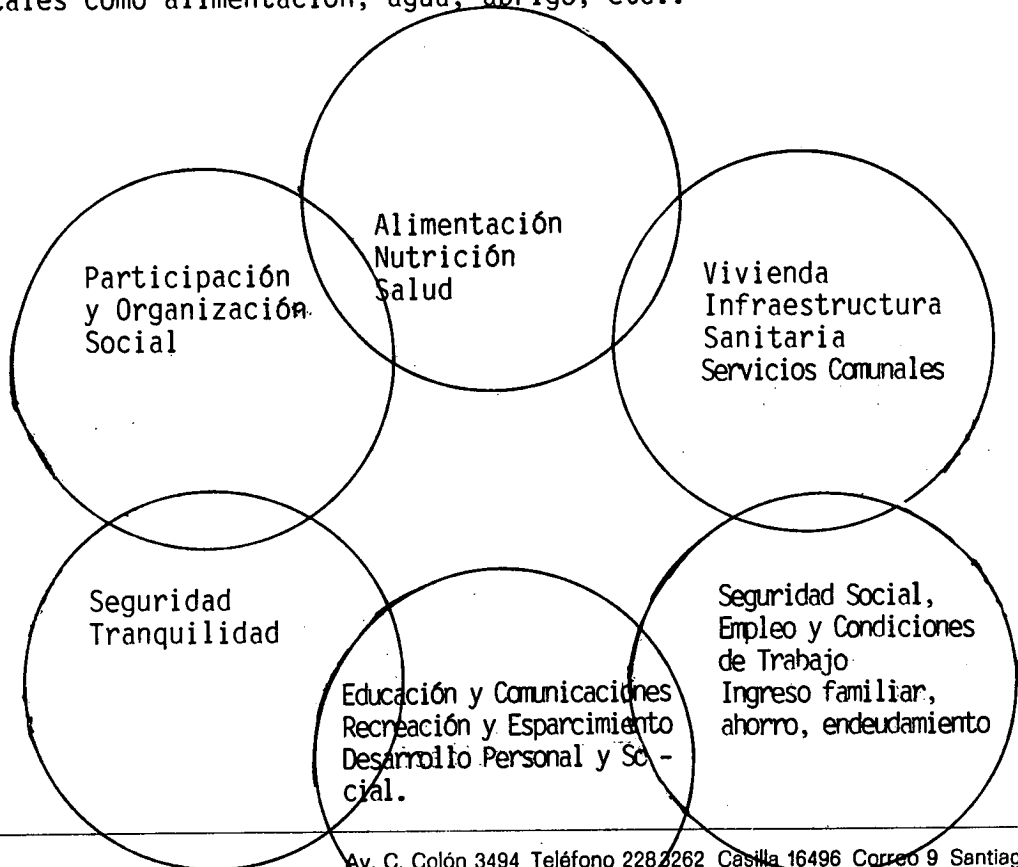 tales como alimentación, agua, abrigo, etc..
Alimentación
Nutrición
Salud
Participación
y Organización
Social
Vivienda
Infraestructura
Sanitaria
Servicios Comunales
Seguridad
Tranquilidad
Educación y Comunicaciones
Recreación y Esparcimiento
Desarrollo Personal y So -
cial.
Seguridad Social,
Empleo y Condiciones
de Trabajo
Ingreso familiar,
ahorro, endeudamiento
Av. C. Colón 3494 Teléfono 2283262 Casilla 16496 Correo 9 Santiag